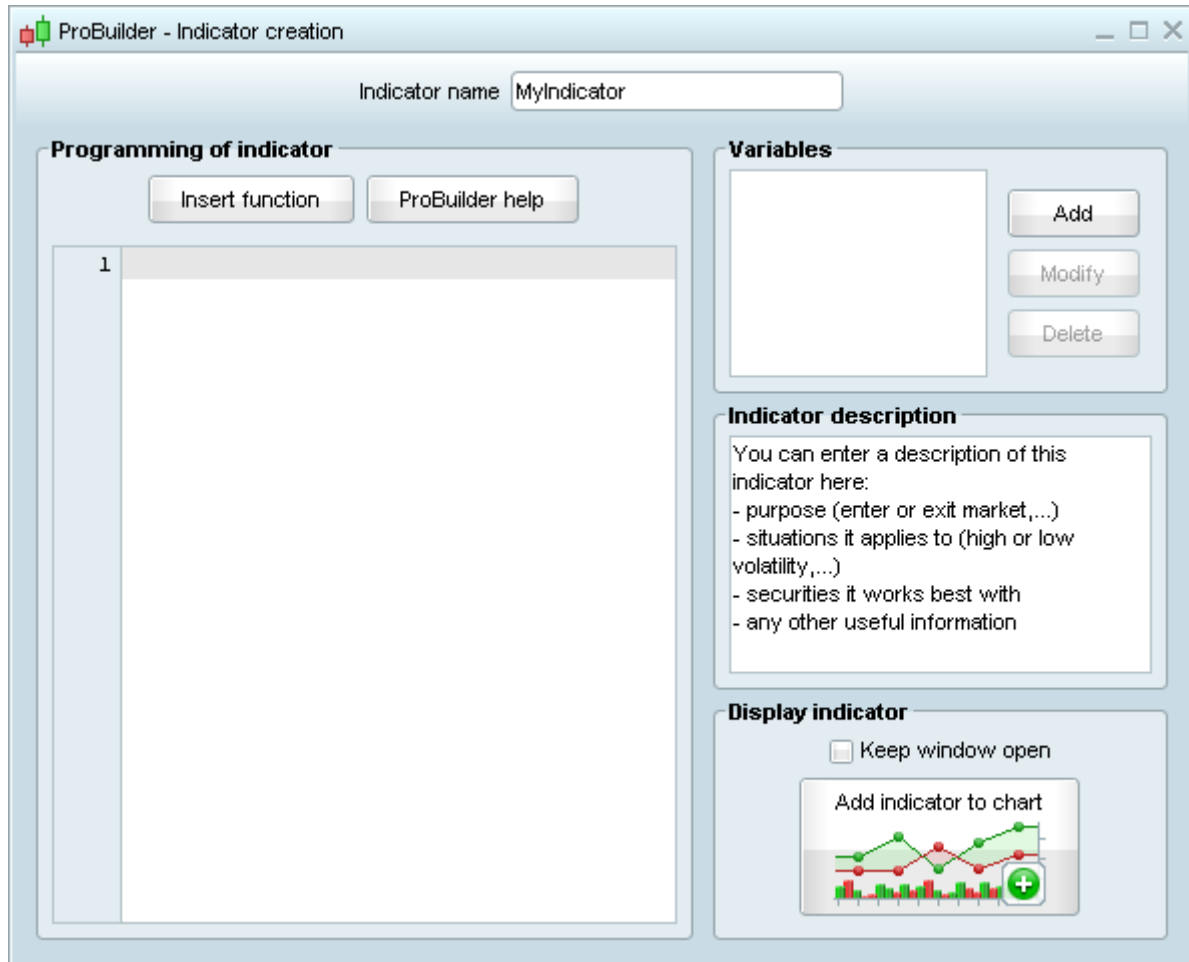 ProBuilder - Indicator creation
Indicator name MyIndicator
Programming of indicator
Insert function ProBuilder help
1
Variables
Add
Modify
Delete
Indicator description
You can enter a description of this
indicator here:
- purpose (enter or exit market,...)
- situations it applies to (high or low
volatility,...)
- securities it works best with
- any other useful information
Display indicator
Keep window open
Add indicator to chart